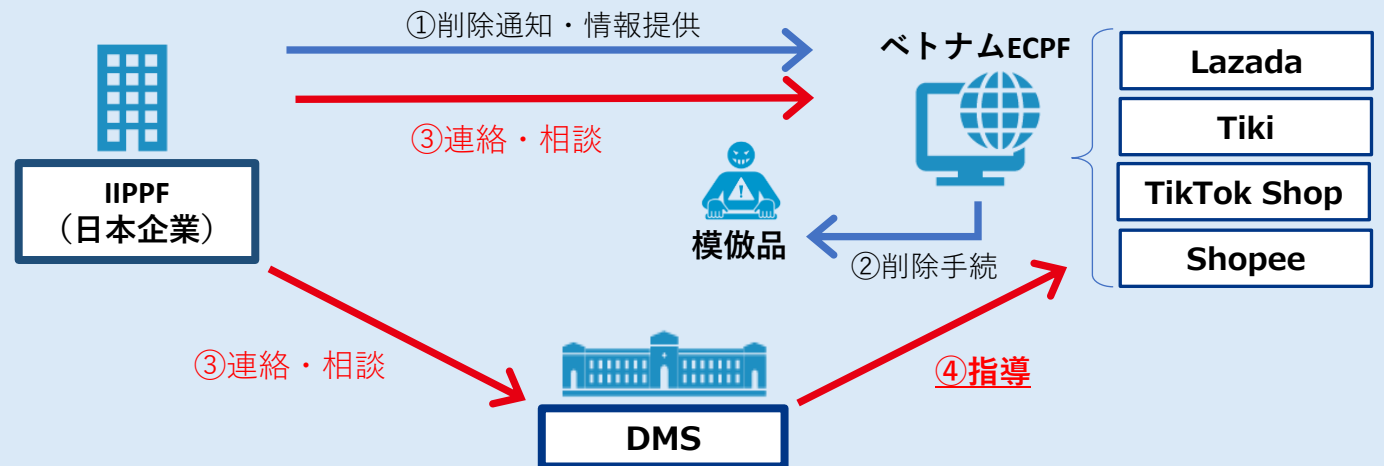 ①削除通知・情報提供
ベトナムECPF
Lazada
Tiki
TikTok Shop
Shopee
③連絡・相談
IIPPF
（日本企業）
模倣品
!
②削除手続
③連絡・相談
④指導
DMS